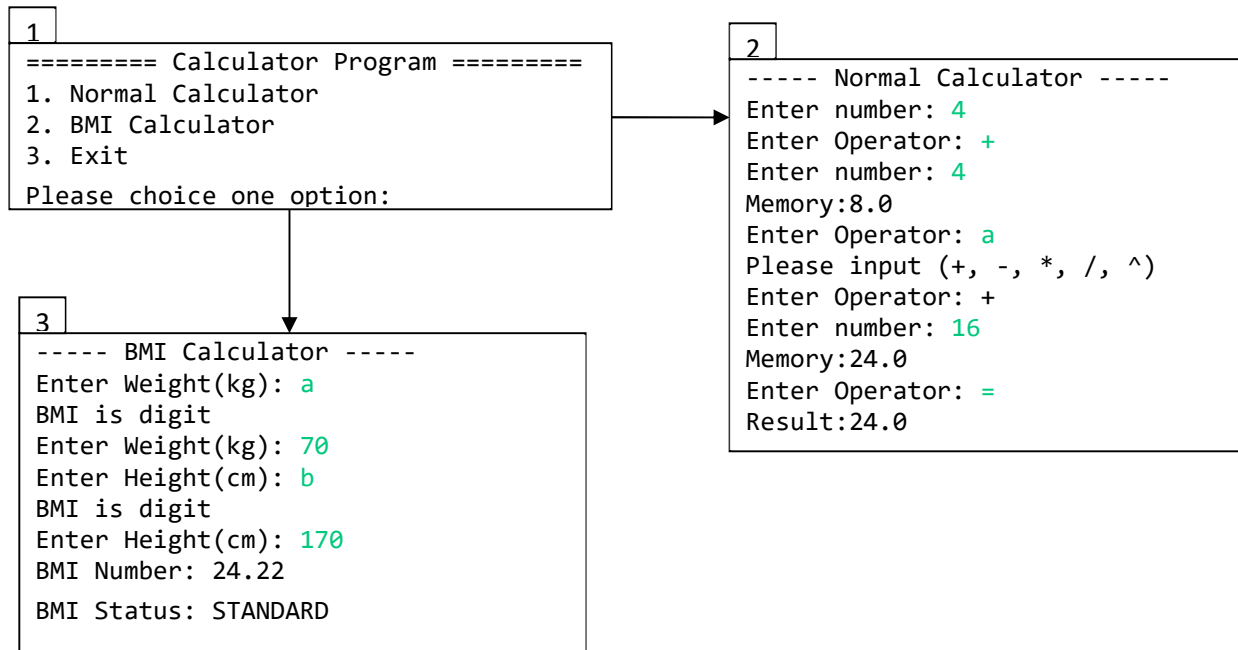 1
========= Calculator Program =========
1. Normal Calculator
2. BMI Calculator
3. Exit
Please choice one option:
2
----- Normal Calculator -----
Enter number: 4
Enter Operator: +
Enter number: 4
Memory:8.0
Enter Operator: a
Please input (+, -, *, /, ^)
Enter Operator: +
Enter number: 16
Memory:24.0
Enter Operator: =
Result:24.0
3
----- BMI Calculator -----
Enter Weight(kg): a
BMI is digit
Enter Weight(kg): 70
Enter Height(cm): b
BMI is digit
Enter Height(cm): 170
BMI Number: 24.22
BMI Status: STANDARD